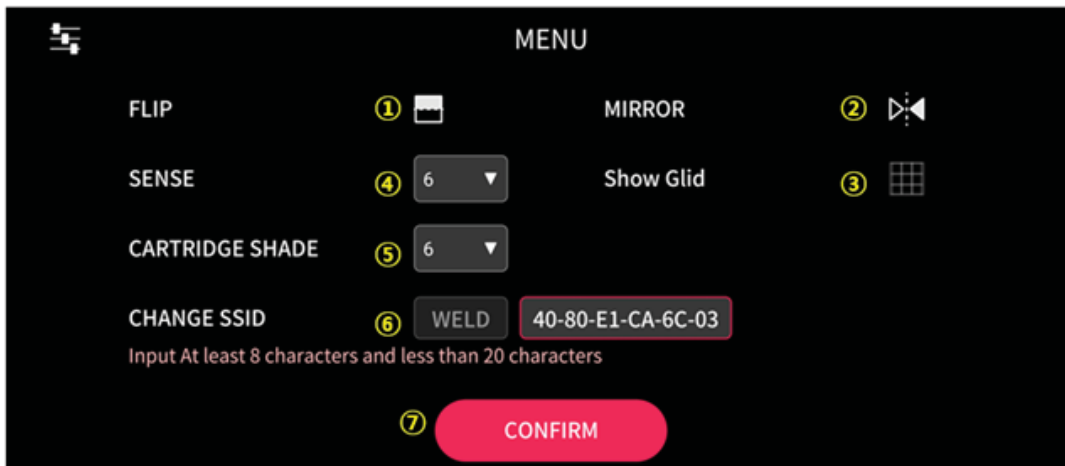 MENU
FLIP ① MIRROR ②
SENSE ④ 6 ▼ Show Glid ③
CARTRIDGE SHADE ⑤ 6 ▼
CHANGE SSID ⑥ WELD 40-80-E1-CA-6C-03
Input At least 8 characters and less than 20 characters
⑦ CONFIRM